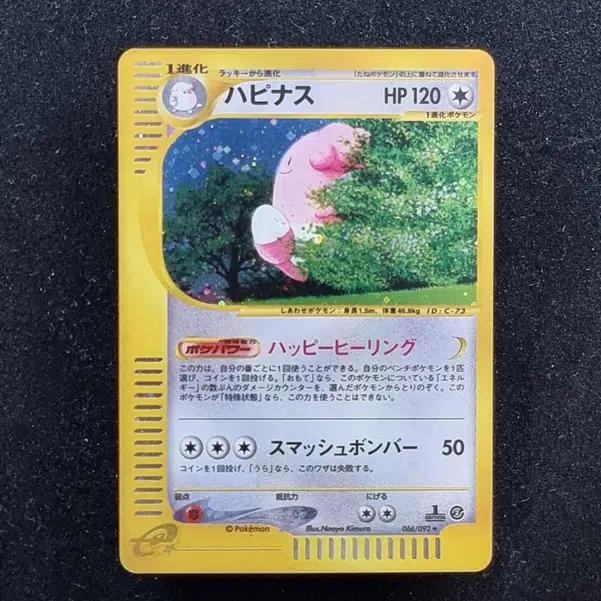 1進化
ラッキーから進化
「たねポケモン」の上に重ねて進化させます。
ハピナス HP 120
1進化ポケモン
しあわせポケモン：身長1.5m、体重46.8kg ID:C-73
特殊能力
ポケパワー ハッピーヒーリング
この力は、自分の番ごとに1回使うことができる。自分のベンチポケモンを1匹
選び、コインを1回投げる。「おもて」なら、このポケモンについている「エネル
ギー」の数ぶんのダメージカウンターを、選んだポケモンからとりのぞく。この
ポケモンが「特殊状態」なら、この力を使うことはできない。
スマッシュボンバー 50
コインを1回投げ、「うら」なら、このワザは失敗する。
弱点 抵抗力 にげる
© Pokémon Illus.Naoyo Kimura 066/092
1
EDITION
e